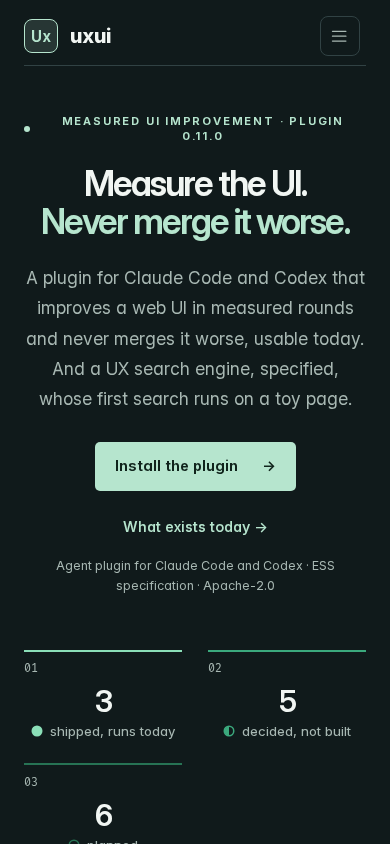 Ux uxui
MEASURED UI IMPROVEMENT · PLUGIN
0.11.0
Measure the UI.
Never merge it worse.
A plugin for Claude Code and Codex that
improves a web UI in measured rounds
and never merges it worse, usable today.
And a UX search engine, specified,
whose first search runs on a toy page.
Install the plugin →
What exists today →
Agent plugin for Claude Code and Codex · ESS
specification · Apache-2.0
01
3
shipped, runs today
02
5
decided, not built
03
6
planned